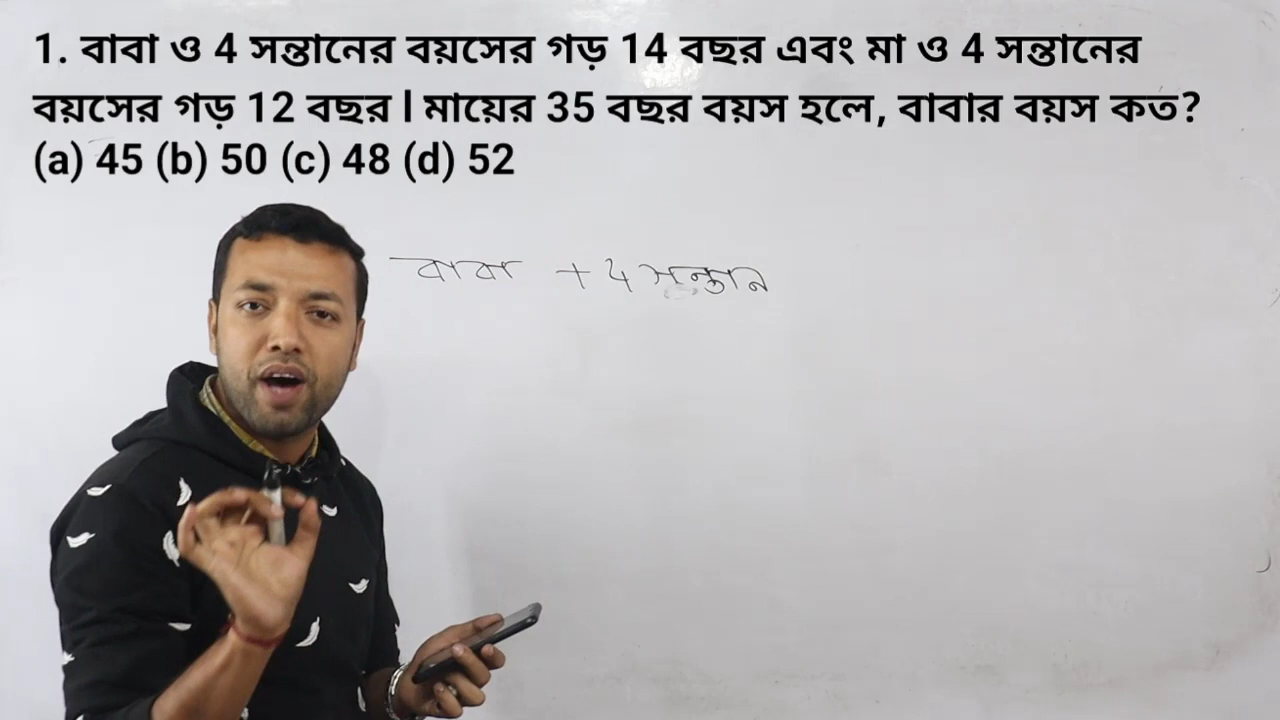 1. বাবা ও 4 সন্তানের বয়সের গড় 14 বছর এবং মা ও 4 সন্তানের
বয়সের গড় 12 বছর l মায়ের 35 বছর বয়স হলে, বাবার বয়স কত?
(a) 45 (b) 50 (c) 48 (d) 52
বাবা + 4 সন্তান